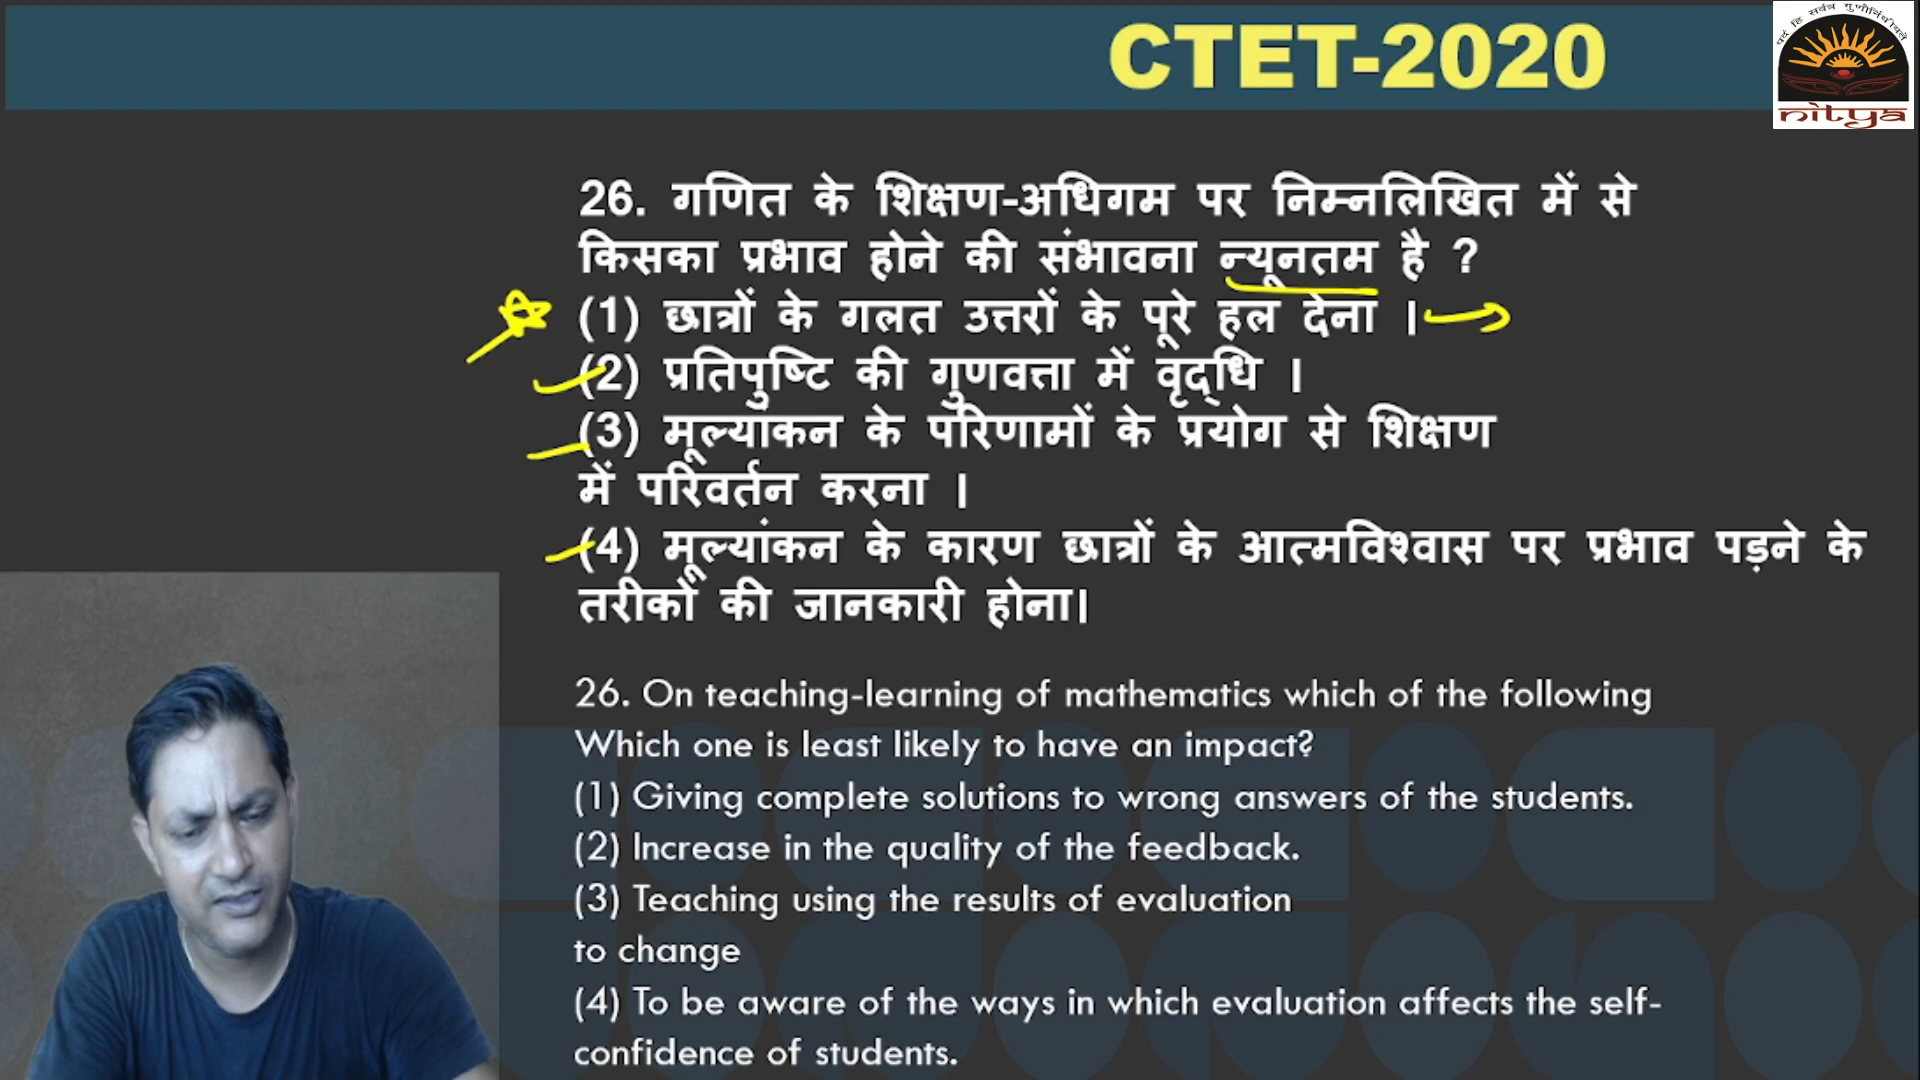 CTET-2020
nitya
26. गणित के शिक्षण-अधिगम पर निम्नलिखित में से
किसका प्रभाव होने की संभावना न्यूनतम है ?
(1) छात्रों के गलत उत्तरों के पूरे हल देना ।
(2) प्रतिपुष्टि की गुणवत्ता में वृद्धि ।
(3) मूल्यांकन के परिणामों के प्रयोग से शिक्षण
में परिवर्तन करना ।
(4) मूल्यांकन के कारण छात्रों के आत्मविश्वास पर प्रभाव पड़ने के
तरीकों की जानकारी होना।
26. On teaching-learning of mathematics which of the following
Which one is least likely to have an impact?
(1) Giving complete solutions to wrong answers of the students.
(2) Increase in the quality of the feedback.
(3) Teaching using the results of evaluation
to change
(4) To be aware of the ways in which evaluation affects the self-
confidence of students.